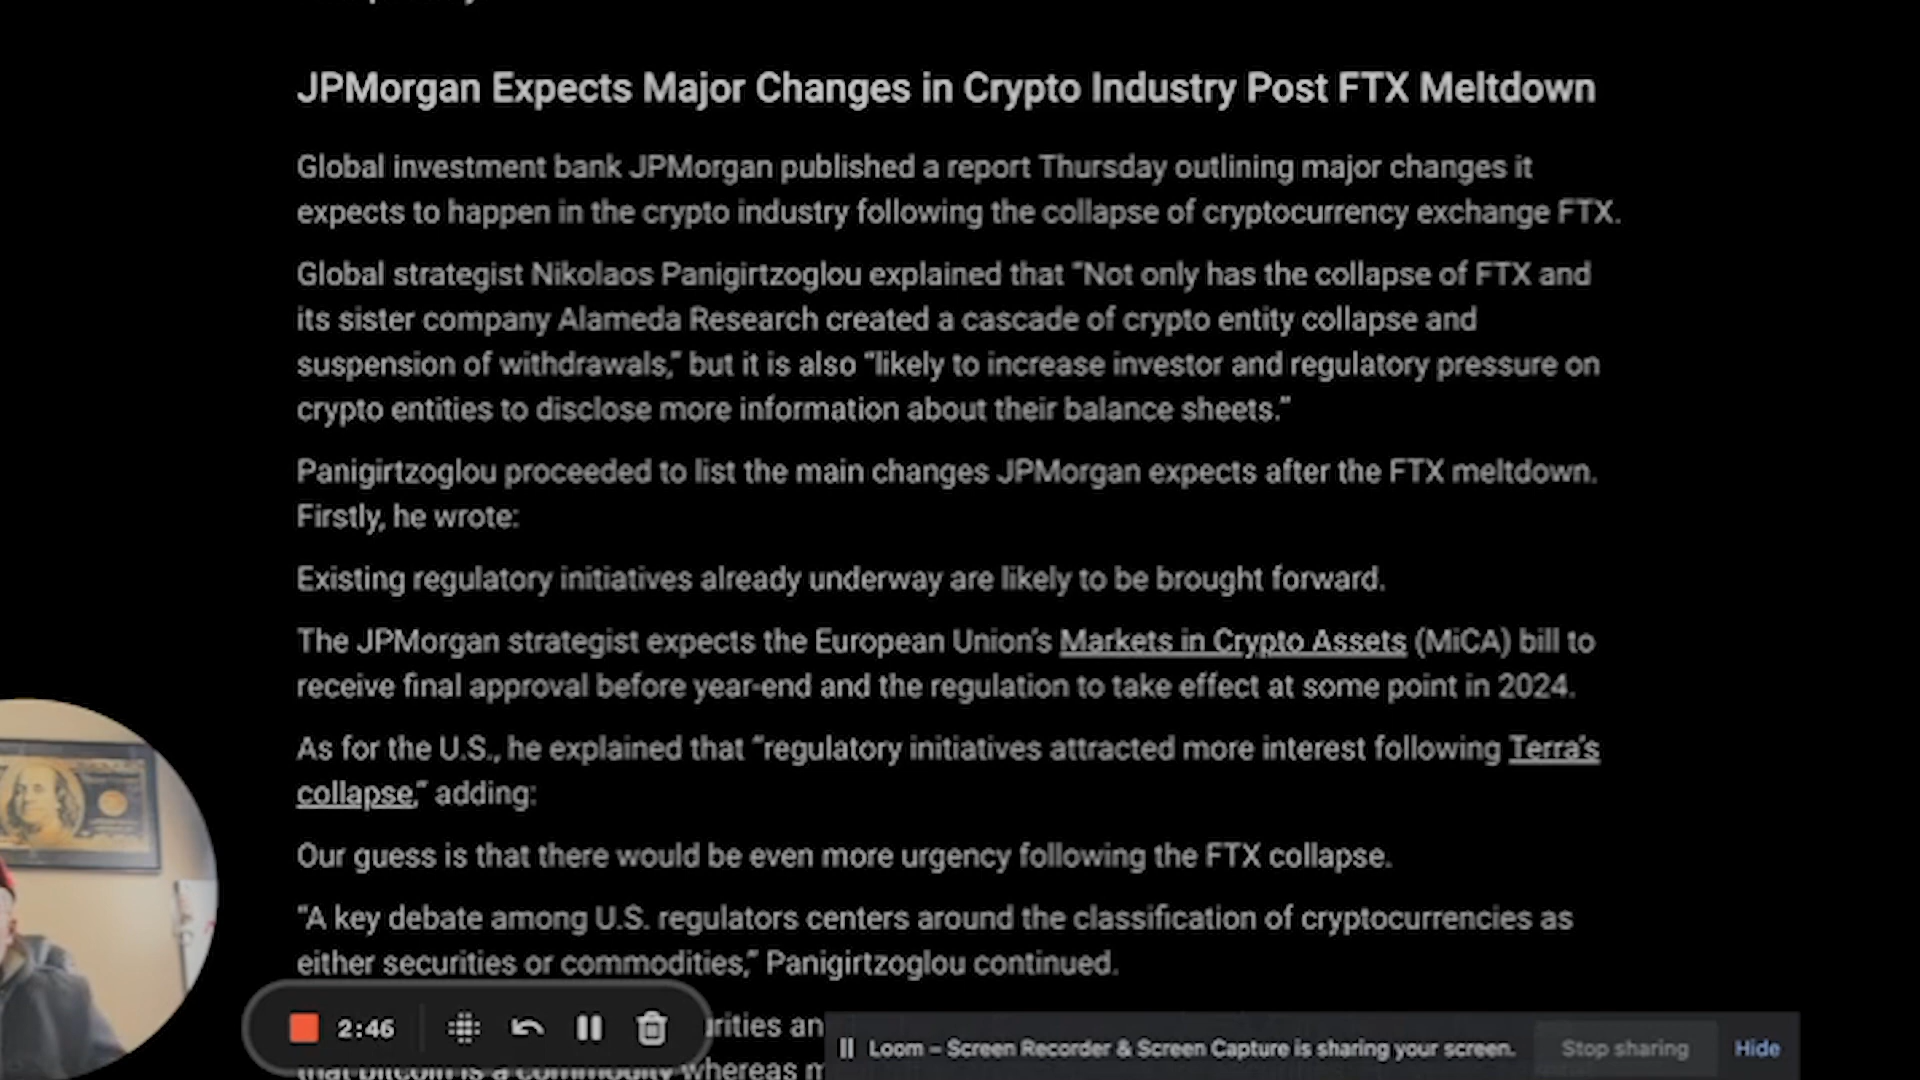 JPMorgan Expects Major Changes in Crypto Industry Post FTX Meltdown
Global investment bank JPMorgan published a report Thursday outlining major changes it
expects to happen in the crypto industry following the collapse of cryptocurrency exchange FTX.
Global strategist Nikolaos Panigirtzoglou explained that “Not only has the collapse of FTX and
its sister company Alameda Research created a cascade of crypto entity collapse and
suspension of withdrawals,” but it is also “likely to increase investor and regulatory pressure on
crypto entities to disclose more information about their balance sheets.”
Panigirtzoglou proceeded to list the main changes JPMorgan expects after the FTX meltdown.
Firstly, he wrote:
Existing regulatory initiatives already underway are likely to be brought forward.
The JPMorgan strategist expects the European Union’s Markets in Crypto Assets (MiCA) bill to
receive final approval before year-end and the regulation to take effect at some point in 2024.
As for the U.S., he explained that “regulatory initiatives attracted more interest following Terra’s
collapse,” adding:
Our guess is that there would be even more urgency following the FTX collapse.
“A key debate among U.S. regulators centers around the classification of cryptocurrencies as
either securities or commodities,” Panigirtzoglou continued.
rities an
that bitcoin is a commodity whereas m
2:46
Loom – Screen Recorder & Screen Capture is sharing your screen.
Stop sharing
Hide